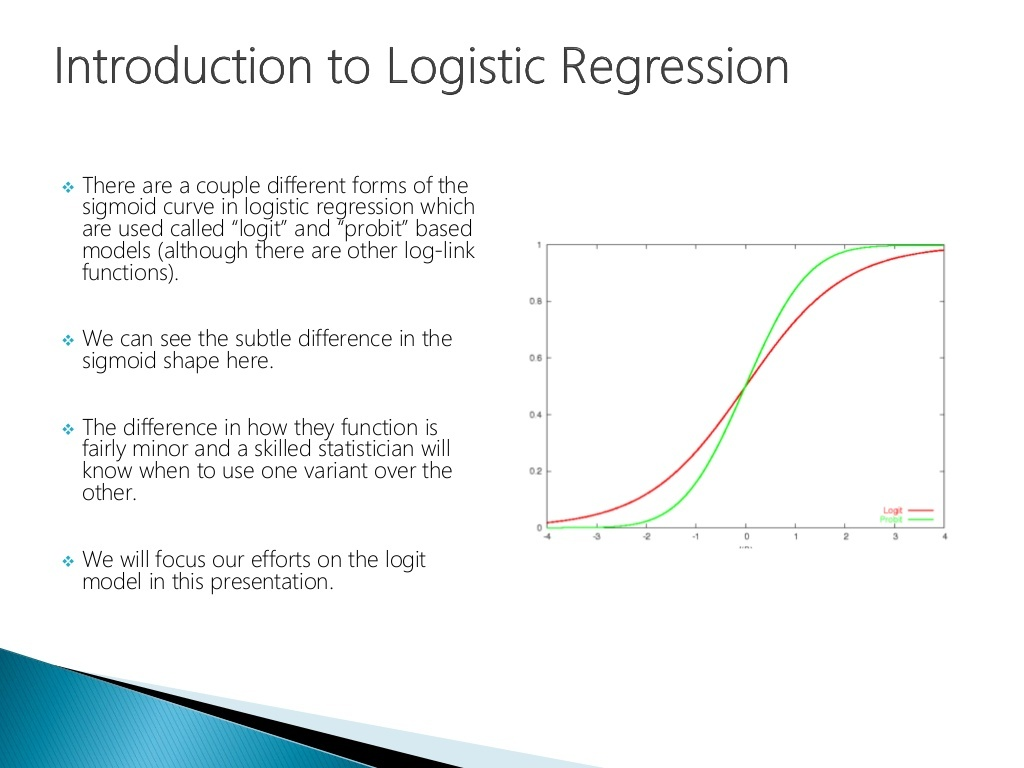 Introduction to Logistic Regression
There are a couple different forms of the
sigmoid curve in logistic regression which
are used called “logit” and “probit” based
models (although there are other log-link
functions).
We can see the subtle difference in the
sigmoid shape here.
The difference in how they function is
fairly minor and a skilled statistician will
know when to use one variant over the
other.
We will focus our efforts on the logit
model in this presentation.
1
0.8
0.6
0.4
0.2
0
Logit
Probit
-4 -3 -2 -1 0 1 2 3 4